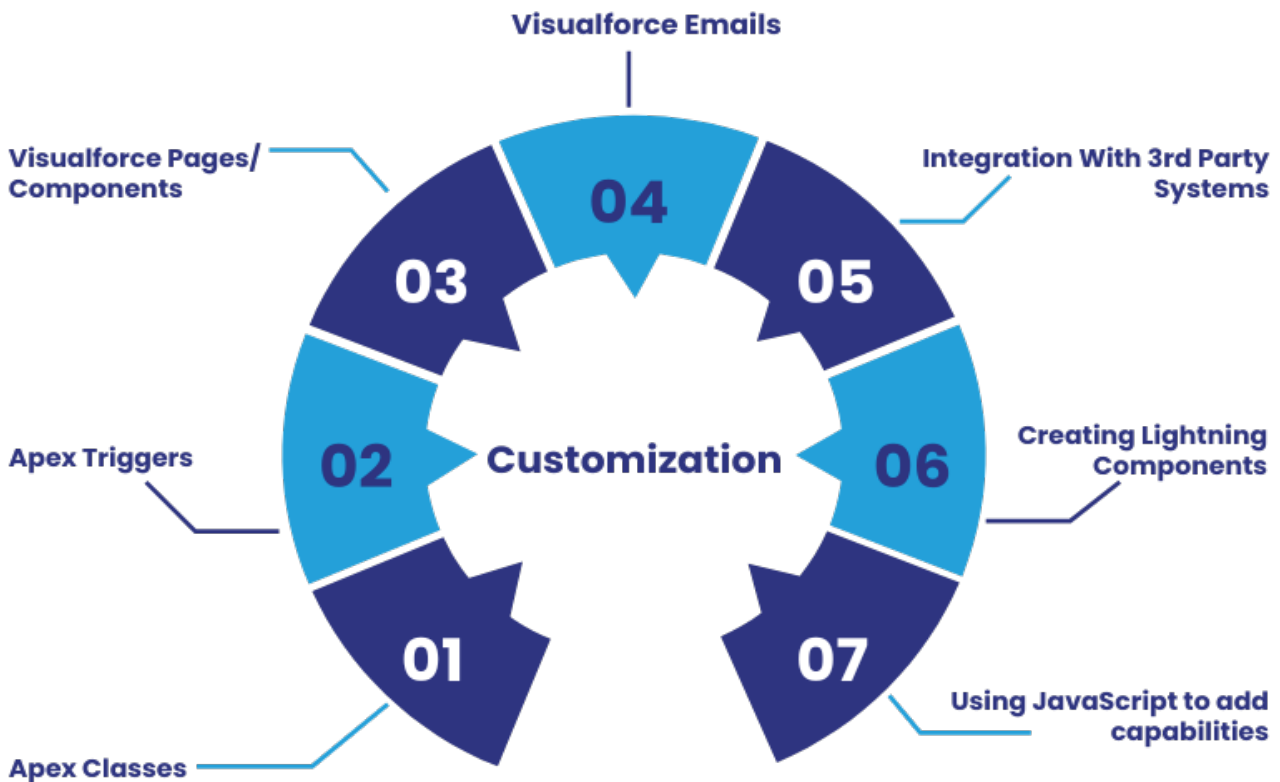 Visualforce Emails
Visualforce Pages/
Components
Integration With 3rd Party
Systems
04
03
05
Apex Triggers
02
Customization
06
Creating Lightning
Components
01
07
Apex Classes
Using JavaScript to add
capabilities